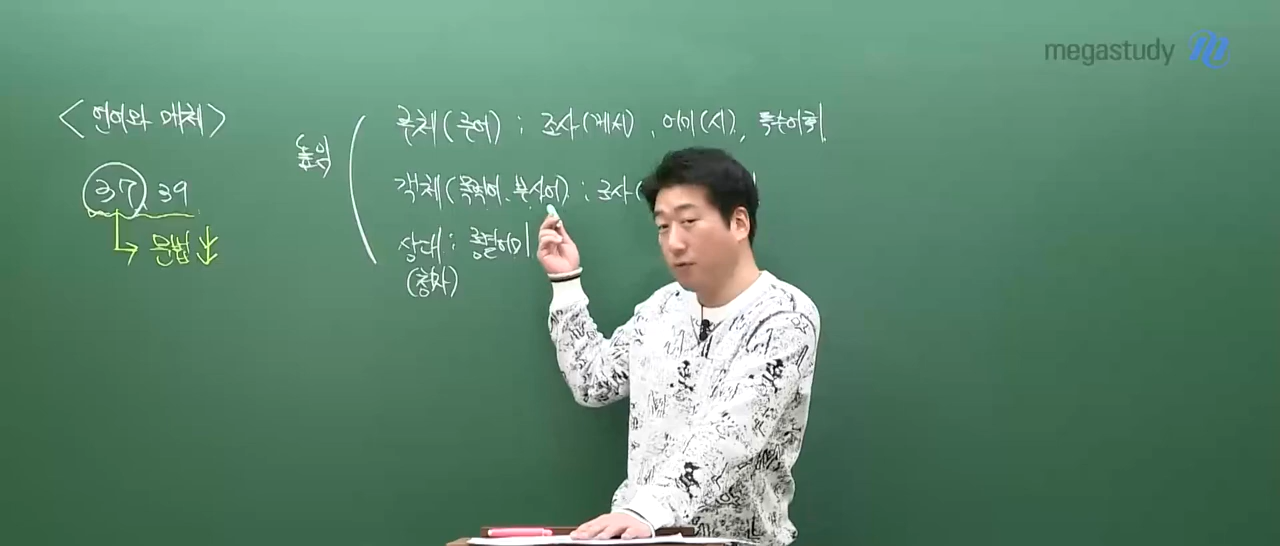 megastudy
<언어와 매체>
37, 39
→ 문법 ↓
높임
주체(주어) : 조사(께서), 어미(시), 특수어휘
객체(목적어, 부사어) : 조사(
상대 : 종결어미
(청자)